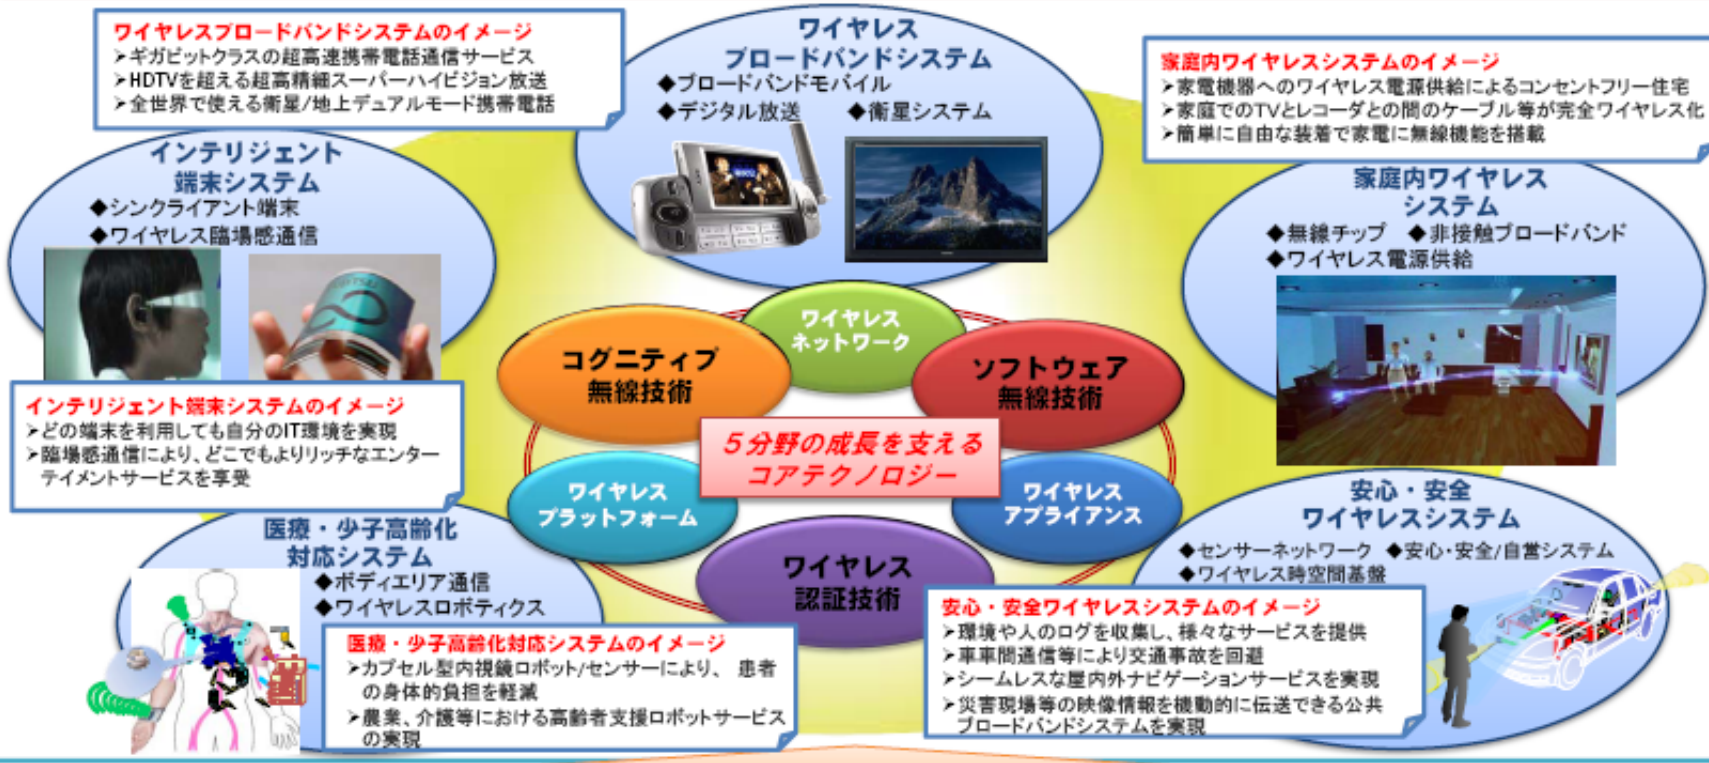 ワイヤレスブロードバンドシステムのイメージ
➢ギガビットクラスの超高速携帯電話通信サービス
➢HDTVを超える超高精細スーパーハイビジョン放送
➢全世界で使える衛星/地上デュアルモード携帯電話
ワイヤレス
ブロードバンドシステム
◆ブロードバンドモバイル
◆デジタル放送 ◆衛星システム
家庭内ワイヤレスシステムのイメージ
➢家電機器へのワイヤレス電源供給によるコンセントフリー住宅
➢家庭でのTVとレコーダとの間のケーブル等が完全ワイヤレス化
➢簡単に自由な装着で家電に無線機能を搭載
インテリジェント
端末システム
◆シンクライアント端末
◆ワイヤレス臨場感通信
家庭内ワイヤレス
システム
◆無線チップ ◆非接触ブロードバンド
◆ワイヤレス電源供給
ワイヤレス
ネットワーク
コグニティブ
無線技術
ソフトウェア
無線技術
インテリジェント端末システムのイメージ
➢どの端末を利用しても自分のIT環境を実現
➢臨場感通信により、どこでもよりリッチなエンター
テイメントサービスを享受
5分野の成長を支える
コアテクノロジー
ワイヤレス
プラットフォーム
ワイヤレス
アプライアンス
ワイヤレス
認証技術
医療・少子高齢化
対応システム
◆ボディエリア通信
◆ワイヤレスロボティクス
安心・安全
ワイヤレスシステム
◆センサーネットワーク ◆安心・安全/自営システム
◆ワイヤレス時空間基盤
医療・少子高齢化対応システムのイメージ
➢カプセル型内視鏡ロボット/センサーにより、 患者
の身体的負担を軽減
➢農業、介護等における高齢者支援ロボットサービス
の実現
安心・安全ワイヤレスシステムのイメージ
➢環境や人のログを収集し、様々なサービスを提供
➢車車間通信等により交通事故を回避
➢シームレスな屋内外ナビゲーションサービスを実現
➢災害現場等の映像情報を機動的に伝送できる公共
ブロードバンドシステムを実現